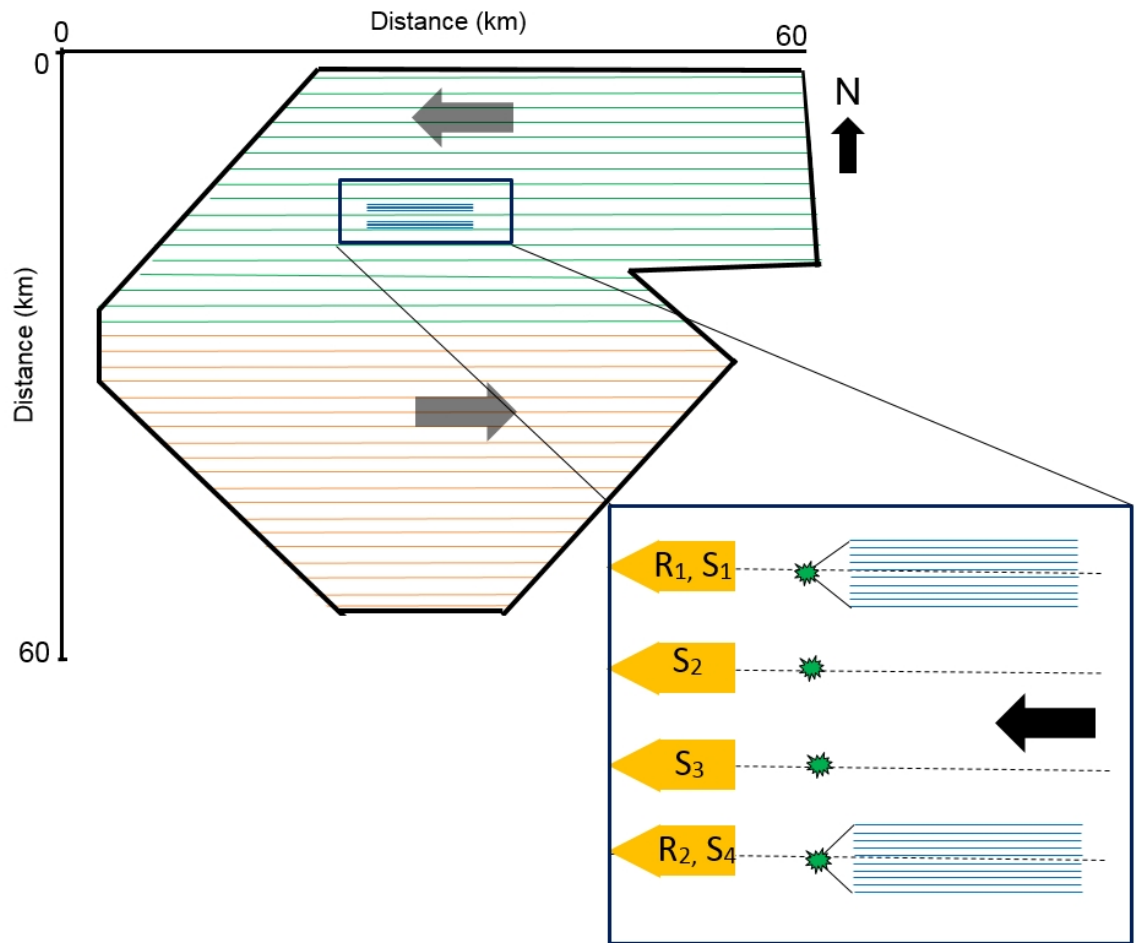 Distance (km)
0
60
0
N
Distance (km)
60
R₁, S₁
S₂
S₃
R₂, S₄